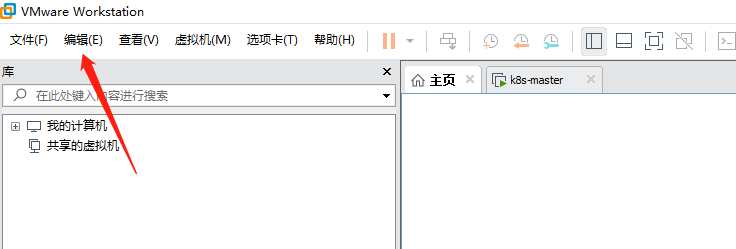 VMware Workstation
文件(F) 编辑(E) 查看(V) 虚拟机(M) 选项卡(T) 帮助(H)
库
在此处键入内容进行搜索
我的计算机
共享的虚拟机
主页 k8s-master